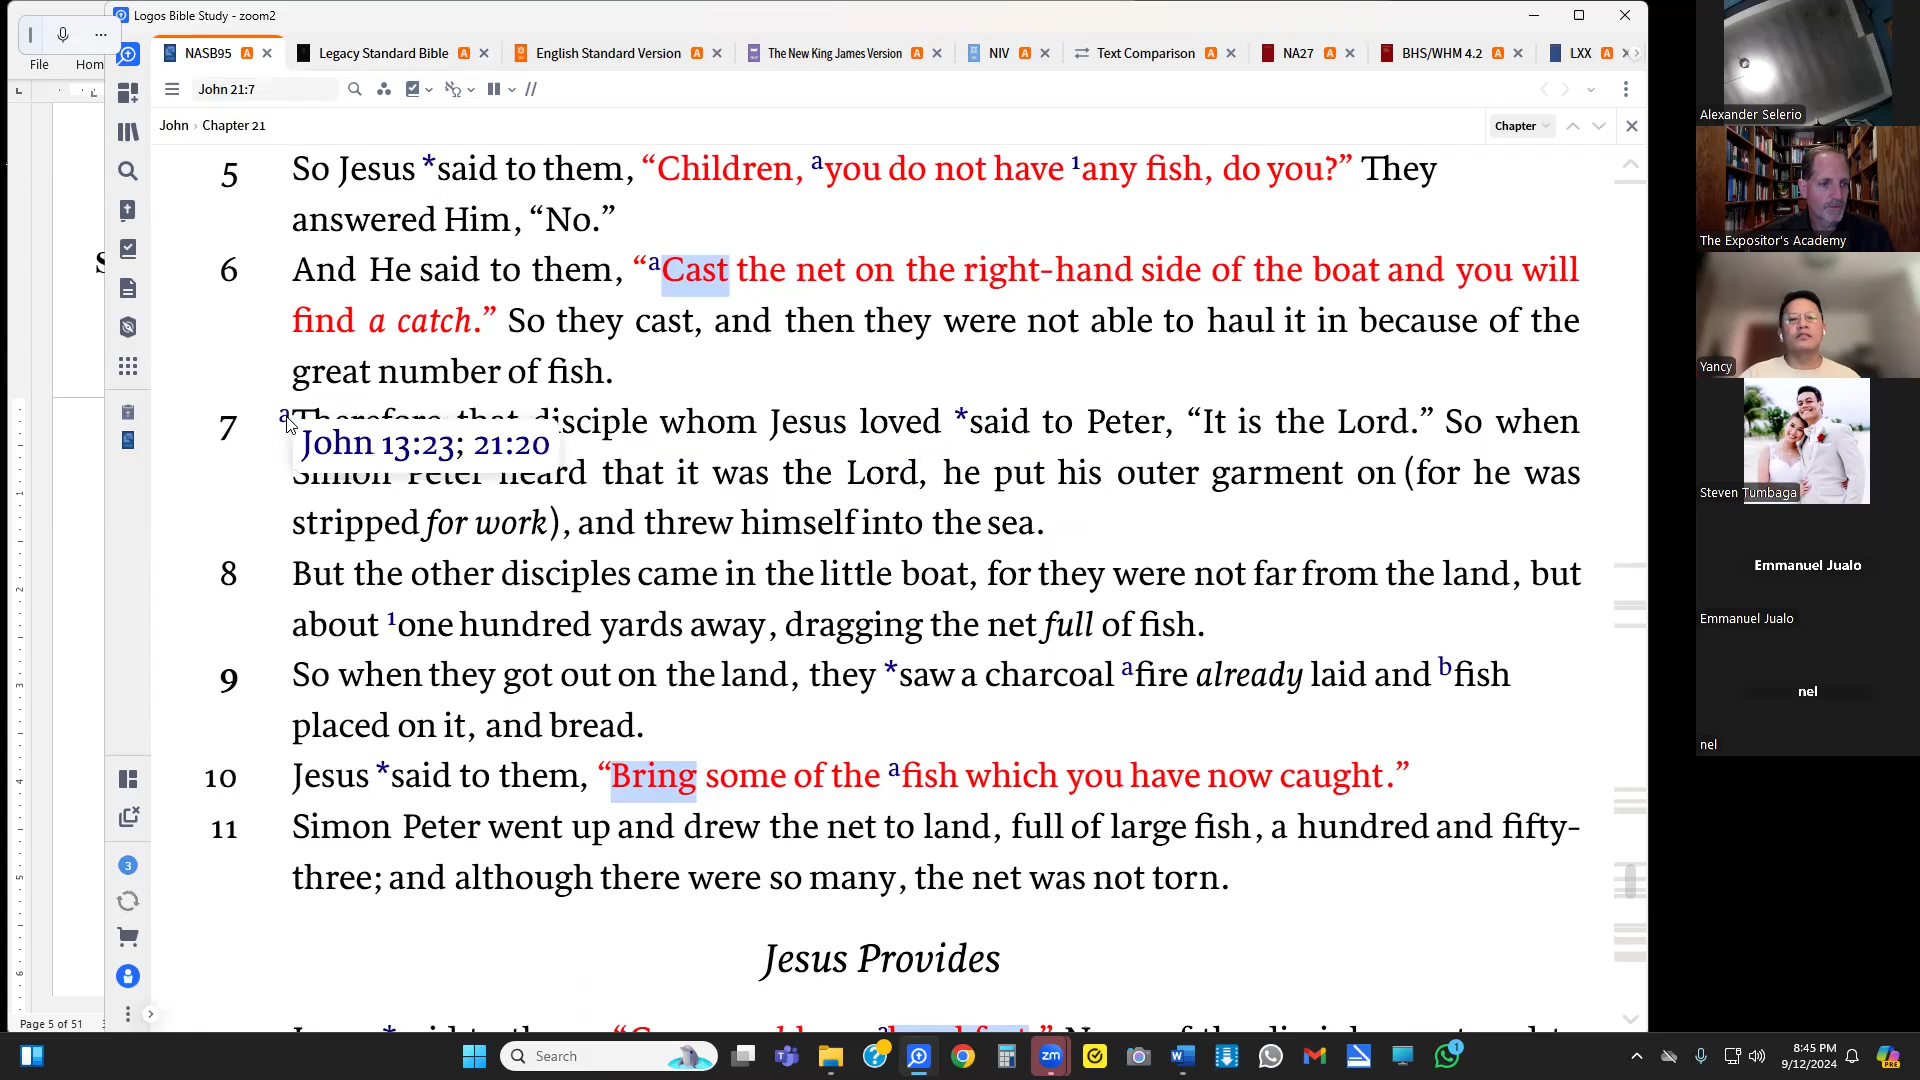 Logos Bible Study - zoom2
File Hom
NASB95 A
Legacy Standard Bible A
English Standard Version A
The New King James Version A
NIV A
Text Comparison A
NA27 A
BHS/WHM 4.2 A
LXX A
John 21:7
John › Chapter 21
Chapter
5 So Jesus *said to them, “Children, ayou do not have 1any fish, do you?” They
answered Him, “No.”
6 And He said to them, “aCast the net on the right-hand side of the boat and you will
find a catch.” So they cast, and then they were not able to haul it in because of the
great number of fish.
7 aTherefore that disciple whom Jesus loved *said to Peter, “It is the Lord.” So when
John 13:23; 21:20
Simon Peter heard that it was the Lord, he put his outer garment on (for he was
stripped for work), and threw himself into the sea.
8 But the other disciples came in the little boat, for they were not far from the land, but
about 1one hundred yards away, dragging the net full of fish.
9 So when they got out on the land, they *saw a charcoal afire already laid and bfish
placed on it, and bread.
10 Jesus *said to them, “Bring some of the afish which you have now caught.”
11 Simon Peter went up and drew the net to land, full of large fish, a hundred and fifty-
three; and although there were so many, the net was not torn.
Jesus Provides
3
Page 5 of 51
Alexander Selerio
The Expositor's Academy
Yancy
Steven Tumbaga
Emmanuel Jualo
Emmanuel Jualo
nel
nel
Search
zm
1
8:45 PM
9/12/2024
PRE